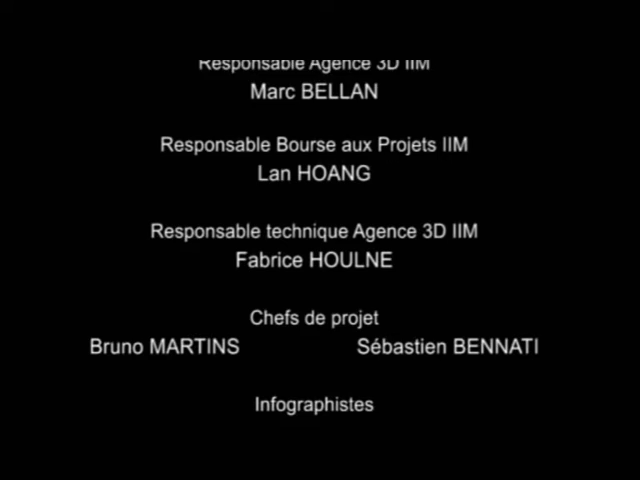 Responsable Agence 3D IIM
Marc BELLAN
Responsable Bourse aux Projets IIM
Lan HOANG
Responsable technique Agence 3D IIM
Fabrice HOULNE
Chefs de projet
Bruno MARTINS Sébastien BENNATI
Infographistes